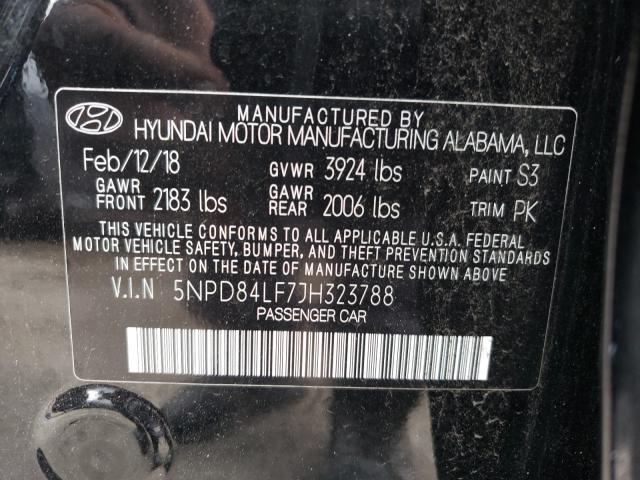 MANUFACTURED BY
HYUNDAI MOTOR MANUFACTURING ALABAMA, LLC
Feb/12/18 GVWR 3924 lbs PAINT S3
GAWR FRONT 2183 lbs GAWR REAR 2006 lbs TRIM PK
THIS VEHICLE CONFORMS TO ALL APPLICABLE U.S.A. FEDERAL
MOTOR VEHICLE SAFETY, BUMPER, AND THEFT PREVENTION STANDARDS
IN EFFECT ON THE DATE OF MANUFACTURE SHOWN ABOVE.
V.I.N 5NPD84LF7JH323788
PASSENGER CAR